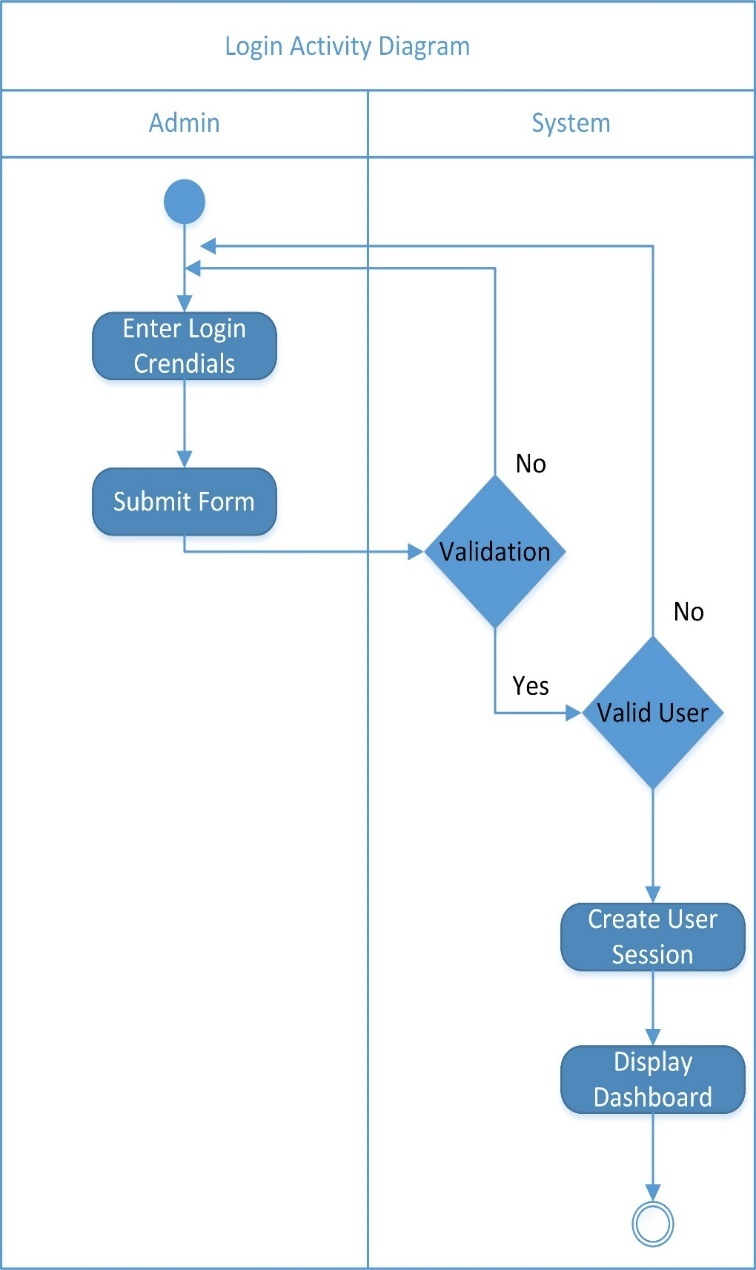 Login Activity Diagram
Admin
System
Enter Login
Crendials
Submit Form
No
Validation
Yes
No
Valid User
Create User
Session
Display
Dashboard